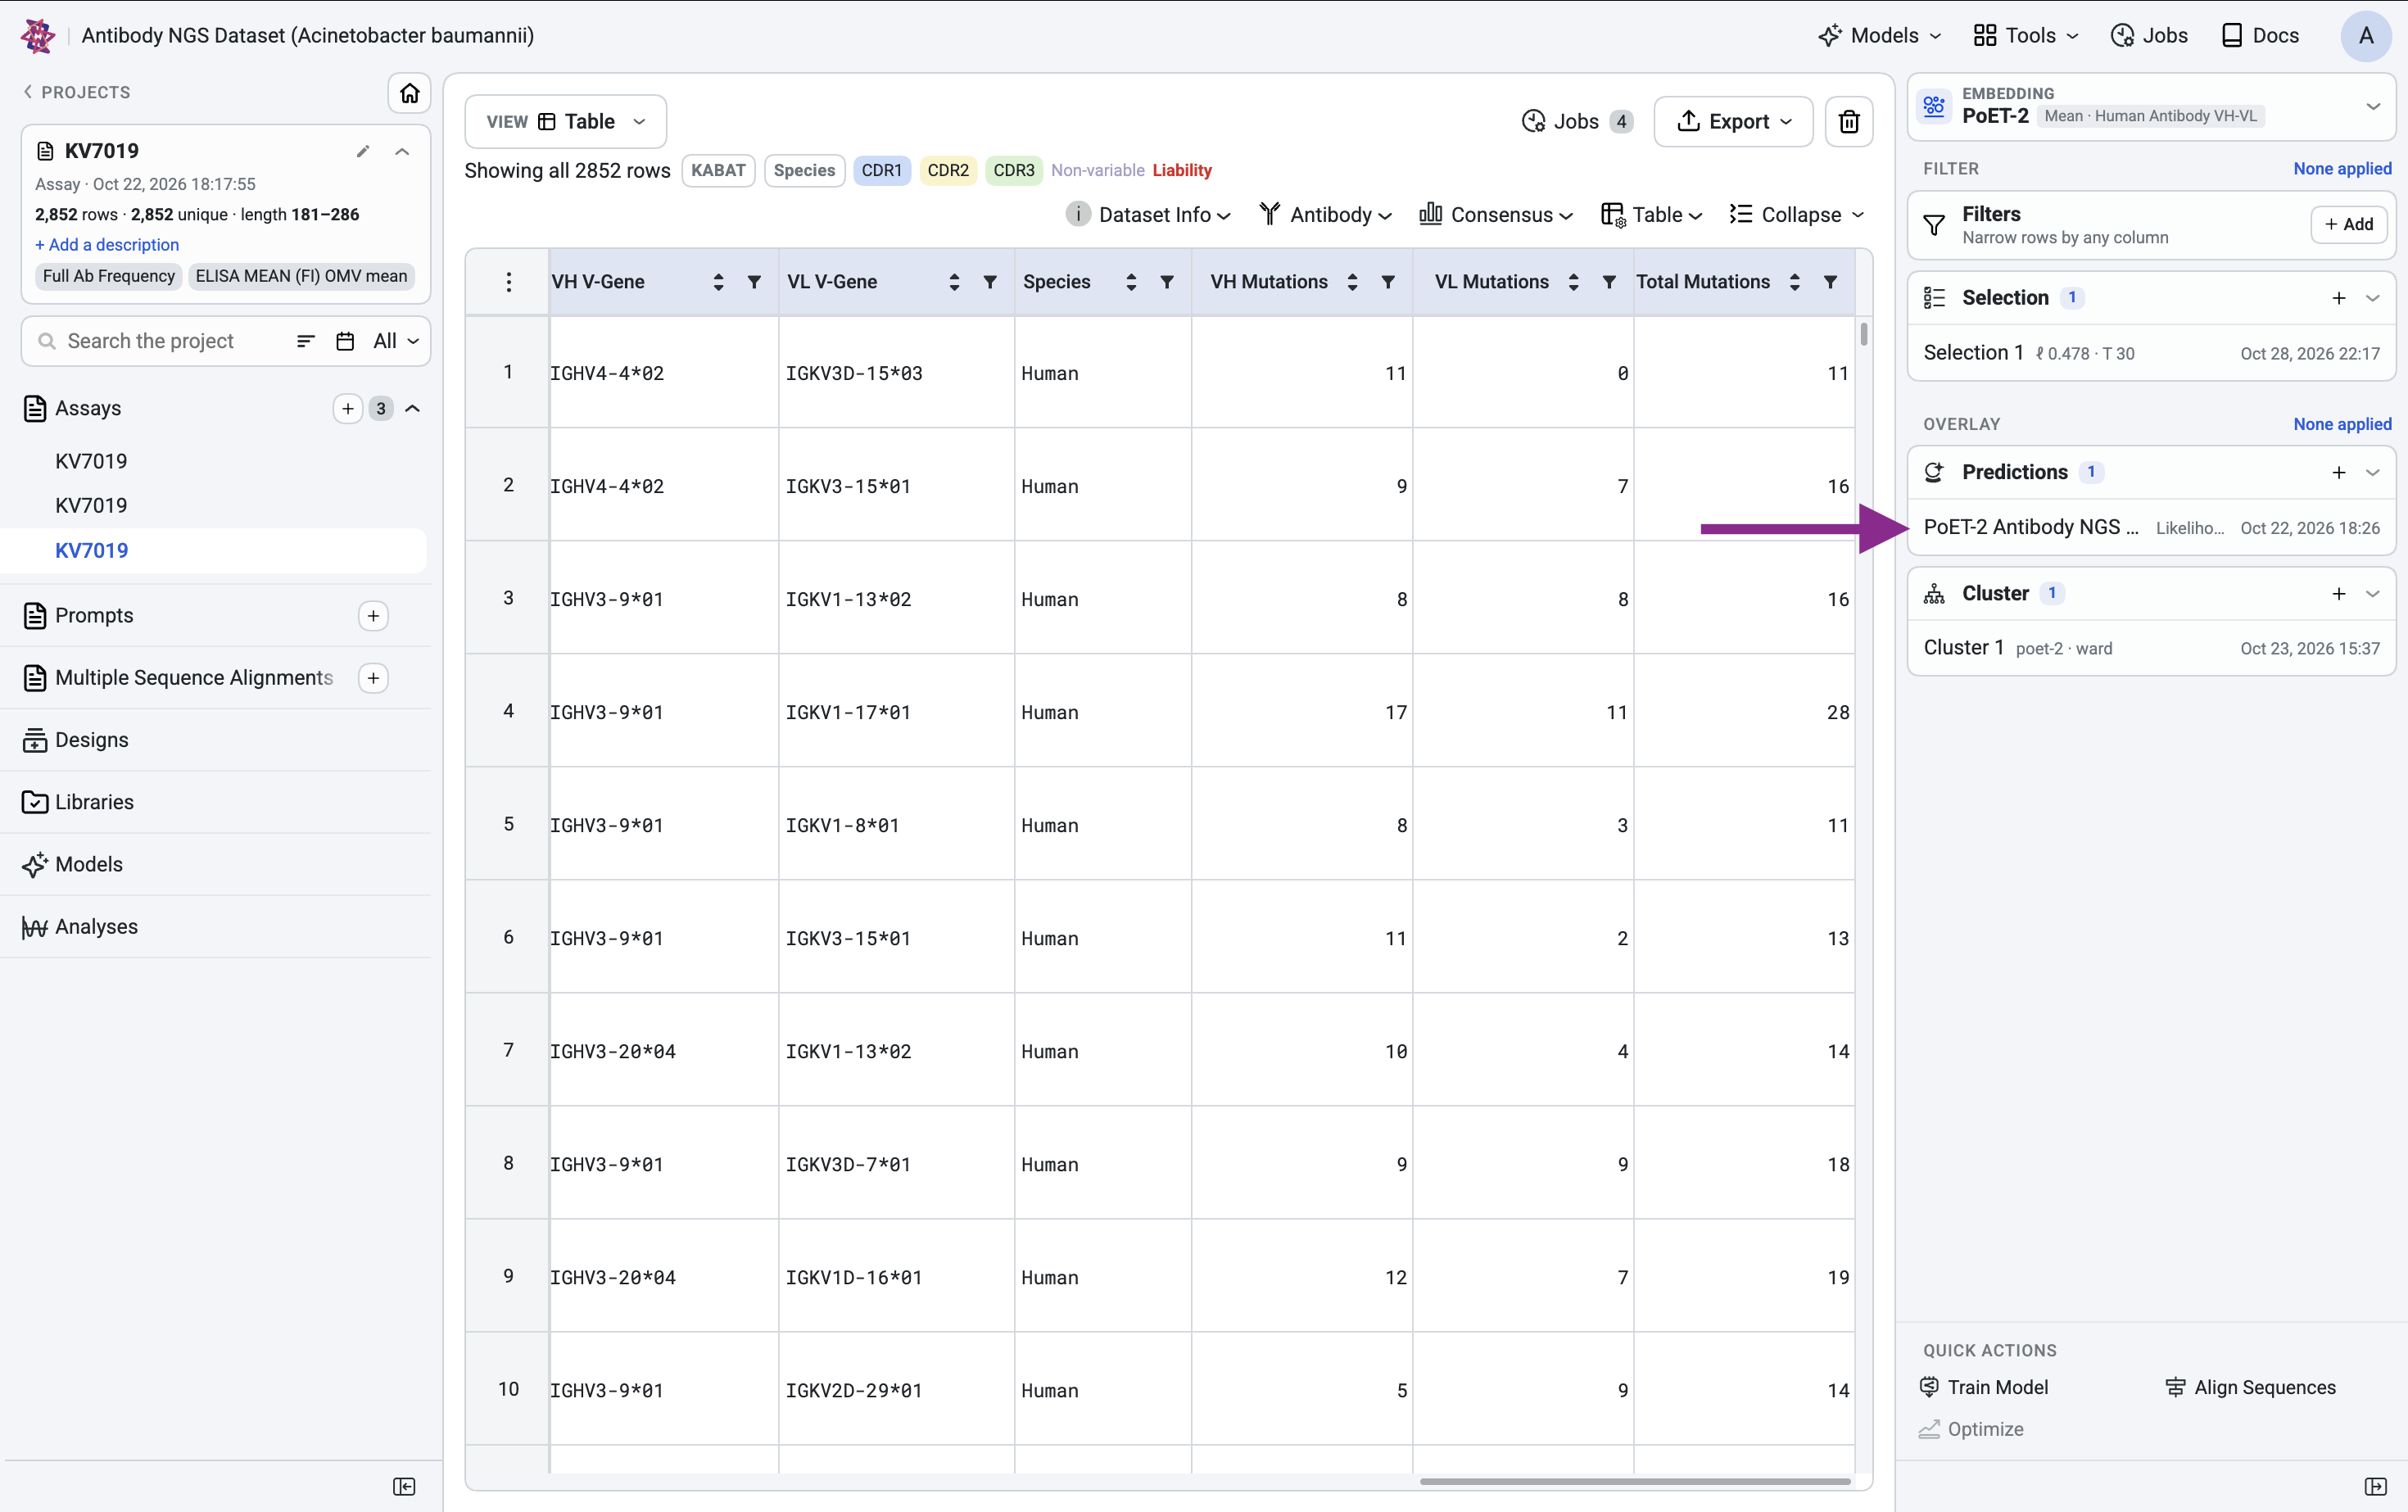 Antibody NGS Dataset (Acinetobacter baumannii)
Models
Tools
Jobs
Docs
A
PROJECTS
KV7019
Assay · Oct 22, 2026 18:17:55
2,852 rows · 2,852 unique · length 181–286
+ Add a description
Full Ab Frequency ELISA MEAN (FI) OMV mean
Search the project All
Assays + 3
KV7019
KV7019
KV7019
Prompts +
Multiple Sequence Alignments +
Designs
Libraries
Models
Analyses
VIEW Table
Jobs 4
Export
Showing all 2852 rows KABAT Species CDR1 CDR2 CDR3 Non-variable Liability
i Dataset Info Antibody Consensus Table Collapse
VH V-Gene VL V-Gene Species VH Mutations VL Mutations Total Mutations
1 IGHV4-4*02 IGKV3D-15*03 Human 11 0 11
2 IGHV4-4*02 IGKV3-15*01 Human 9 7 16
3 IGHV3-9*01 IGKV1-13*02 Human 8 8 16
4 IGHV3-9*01 IGKV1-17*01 Human 17 11 28
5 IGHV3-9*01 IGKV1-8*01 Human 8 3 11
6 IGHV3-9*01 IGKV3-15*01 Human 11 2 13
7 IGHV3-20*04 IGKV1-13*02 Human 10 4 14
8 IGHV3-9*01 IGKV3D-7*01 Human 9 9 18
9 IGHV3-20*04 IGKV1D-16*01 Human 12 7 19
10 IGHV3-9*01 IGKV2D-29*01 Human 5 9 14
EMBEDDING
PoET-2 Mean · Human Antibody VH-VL
FILTER None applied
Filters
Narrow rows by any column
+ Add
Selection 1 +
Selection 1 ℓ 0.478 · T 30 Oct 28, 2026 22:17
OVERLAY None applied
Predictions 1 +
PoET-2 Antibody NGS ... Likeliho... Oct 22, 2026 18:26
Cluster 1 +
Cluster 1 poet-2 · ward Oct 23, 2026 15:37
QUICK ACTIONS
Train Model Align Sequences
Optimize